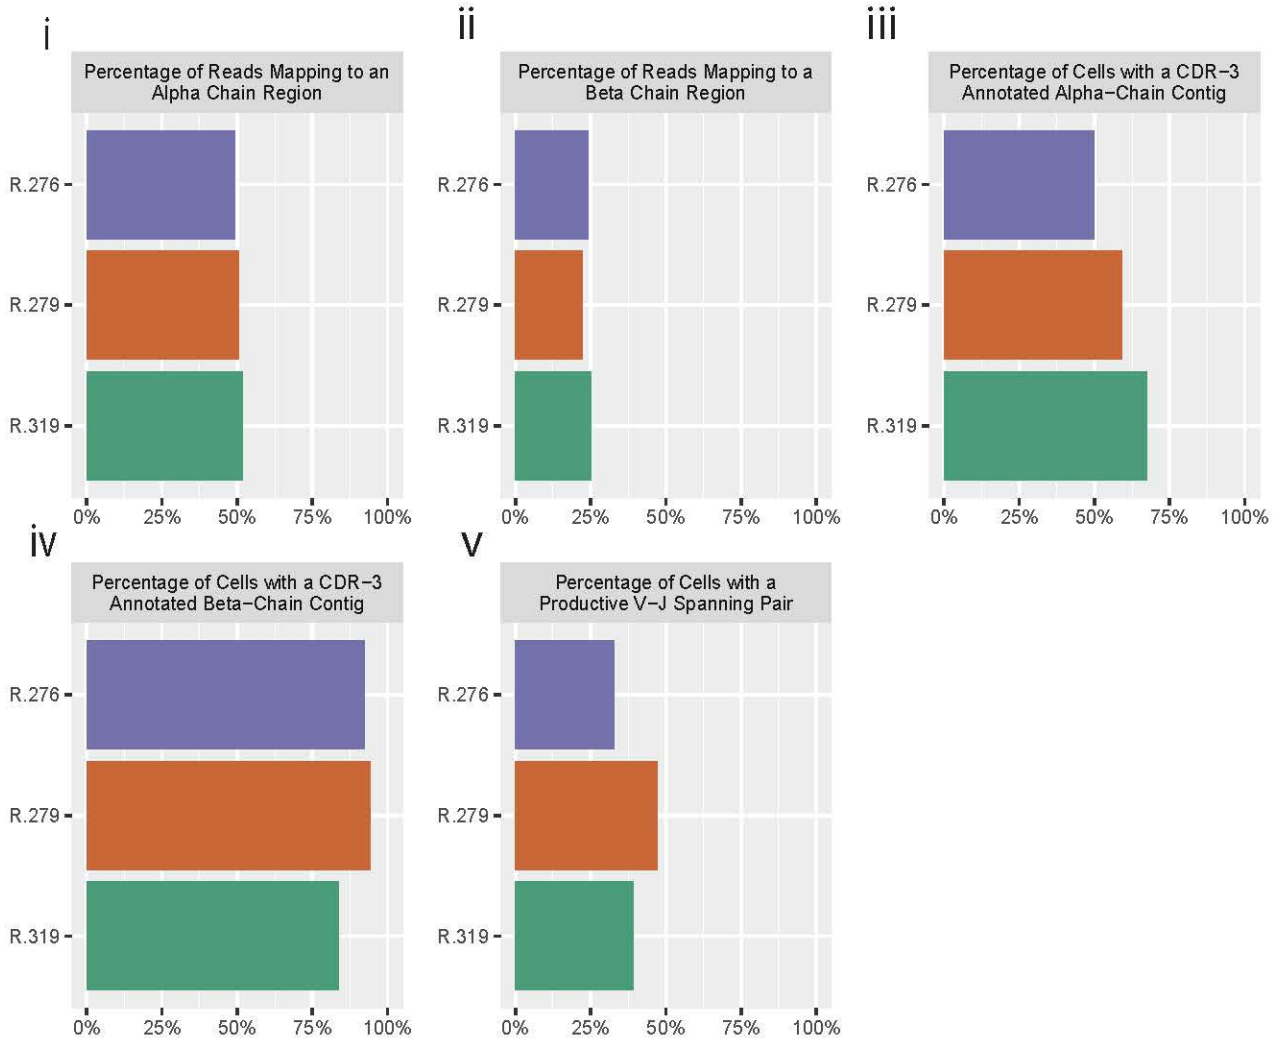 i
Percentage of Reads Mapping to an
Alpha Chain Region
R.276
R.279
R.319
0% 25% 50% 75% 100%
ii
Percentage of Reads Mapping to a
Beta Chain Region
R.276
R.279
R.319
0% 25% 50% 75% 100%
iii
Percentage of Cells with a CDR−3
Annotated Alpha−Chain Contig
R.276
R.279
R.319
0% 25% 50% 75% 100%
iv
Percentage of Cells with a CDR−3
Annotated Beta−Chain Contig
R.276
R.279
R.319
0% 25% 50% 75% 100%
v
Percentage of Cells with a
Productive V−J Spanning Pair
R.276
R.279
R.319
0% 25% 50% 75% 100%